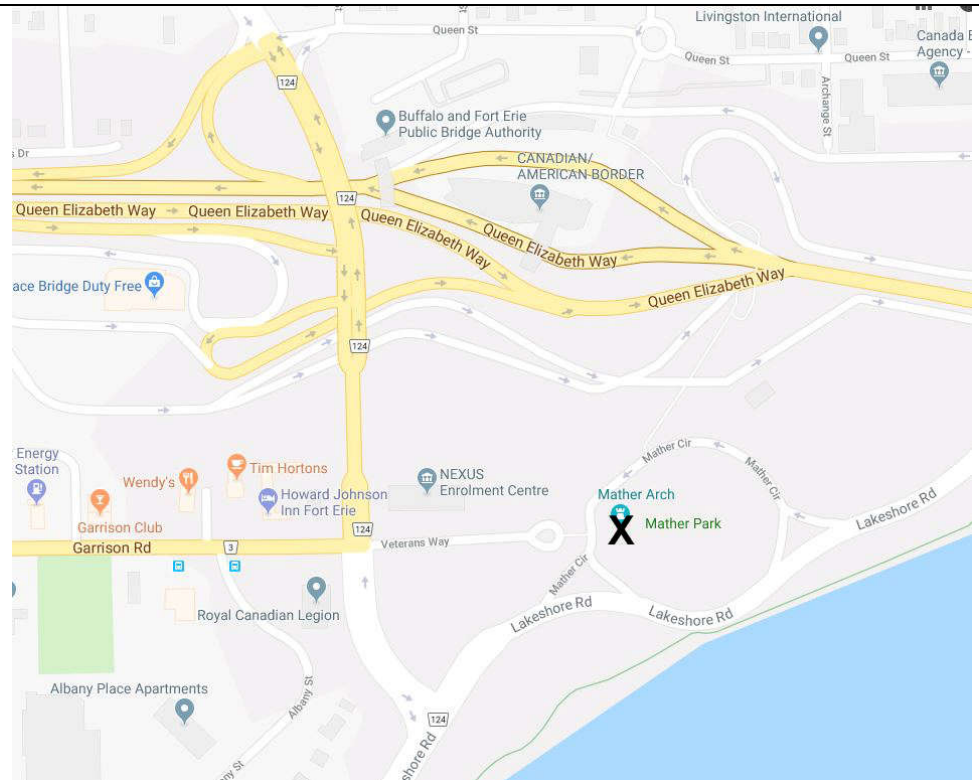 Livingston International
Queen St
Canada B
Agency -
Queen St
Queen St
124
Archange St
Buffalo and Fort Erie
Public Bridge Authority
s Dr
CANADIAN/
AMERICAN BORDER
124
Queen Elizabeth Way
Queen Elizabeth Way
Queen Elizabeth Way
Queen Elizabeth Way
ace Bridge Duty Free
Queen Elizabeth Way
124
Mather Cir
Energy
Station
Wendy's
Tim Hortons
NEXUS
Enrolment Centre
Mather Cir
Howard Johnson
Inn Fort Erie
Mather Arch
Lakeshore Rd
Garrison Club
X
Mather Park
124
Garrison Rd
3
Veterans Way
Mather Cir
Royal Canadian Legion
Lakeshore Rd
Lakeshore Rd
Albany Place Apartments
Albany St
124
shore Rd
ny St